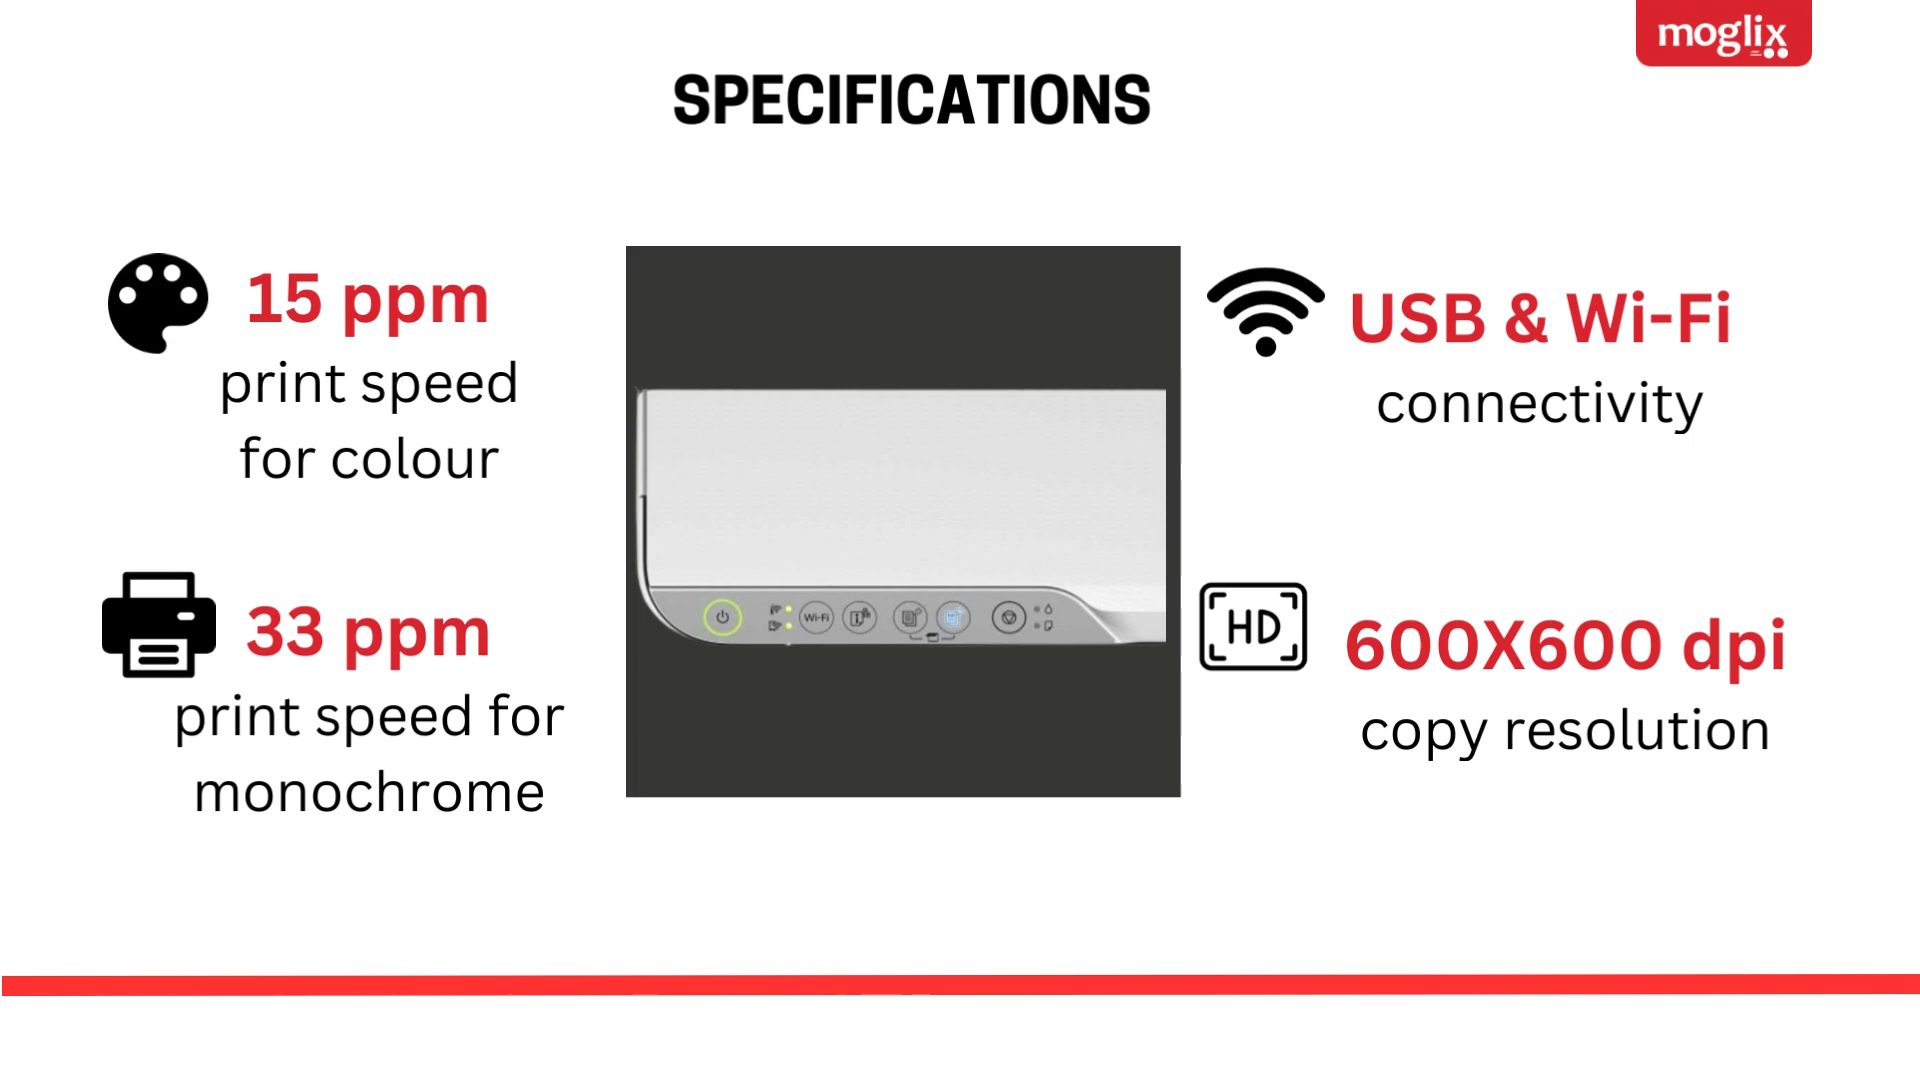 moglix
SPECIFICATIONS
15 ppm
print speed
for colour
33 ppm
print speed for
monochrome
Wi-Fi
USB & Wi-Fi
connectivity
HD
600X600 dpi
copy resolution